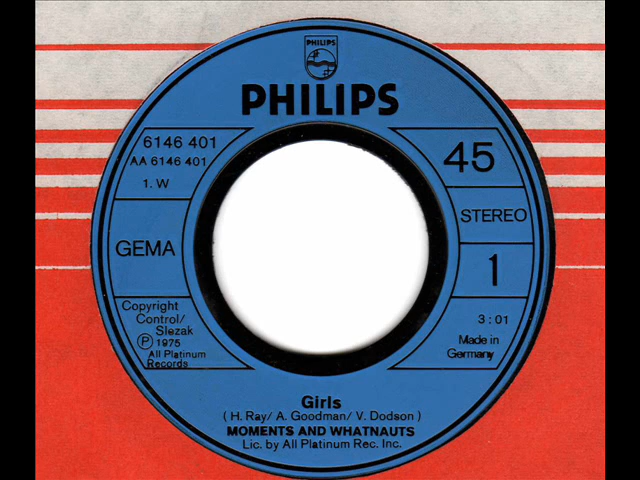 PHILIPS
PHILIPS
6146 401
AA 6146 401
1. W
GEMA
Copyright
Control/
Slezak
Ⓟ 1975
All Platinum
Records
45
STEREO
1
3:01
Made in
Germany
Girls
( H. Ray/ A. Goodman/ V. Dodson )
MOMENTS AND WHATNAUTS
Lic. by All Platinum Rec. Inc.